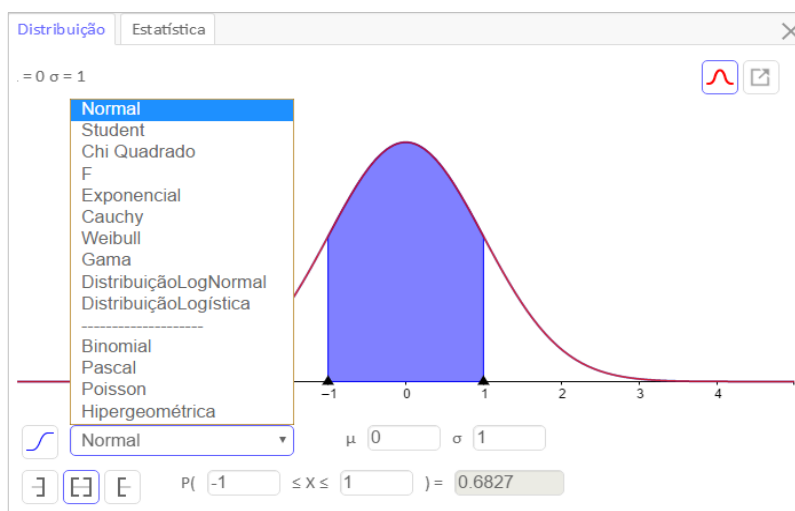 Distribuição Estatística
. = 0 σ = 1
Normal
Student
Chi Quadrado
F
Exponencial
Cauchy
Weibull
Gama
DistribuiçãoLogNormal
DistribuiçãoLogística
--------------------
Binomial
Pascal
Poisson
Hipergeométrica
−1 0 1 2 3 4
Normal μ 0 σ 1
P( -1 ≤ X ≤ 1 ) = 0.6827